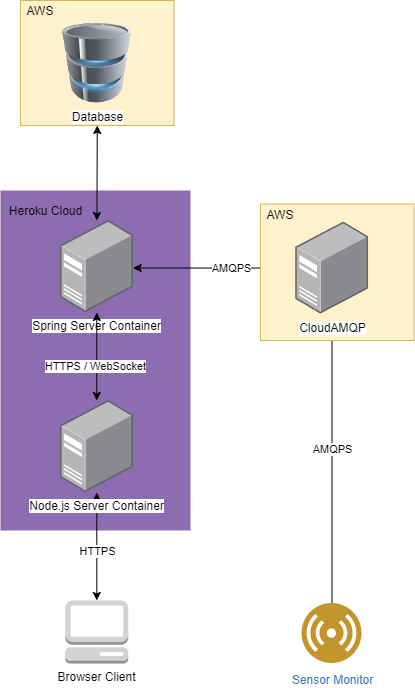 AWS
Database
Heroku Cloud
AWS
AMQPS
Spring Server Container
CloudAMQP
HTTPS / WebSocket
AMQPS
Node.js Server Container
HTTPS
Browser Client
Sensor Monitor